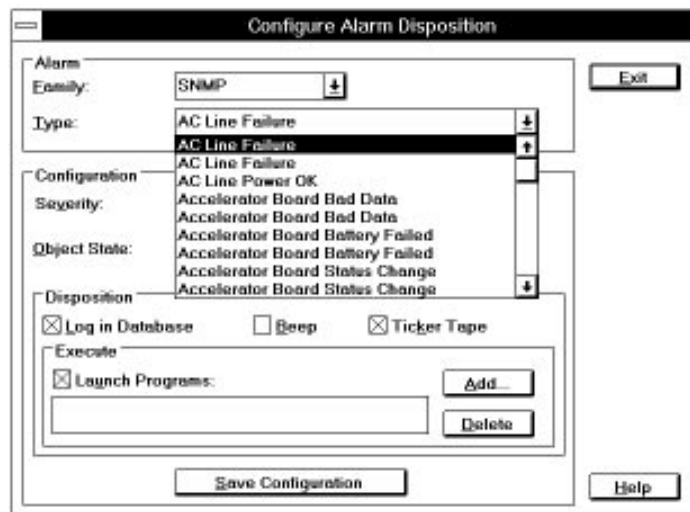 Configure Alarm Disposition
Alarm
Family:
SNMP
Exit
Type:
AC Line Failure
AC Line Failure
AC Line Failure
AC Line Power OK
Accelerator Board Bad Data
Accelerator Board Bad Data
Accelerator Board Battery Failed
Accelerator Board Battery Failed
Accelerator Board Status Change
Accelerator Board Status Change
Configuration
Severity:
Object State:
Disposition
Log in Database
Beep
Ticker Tape
Execute
Launch Programs:
Add...
Delete
Save Configuration
Help